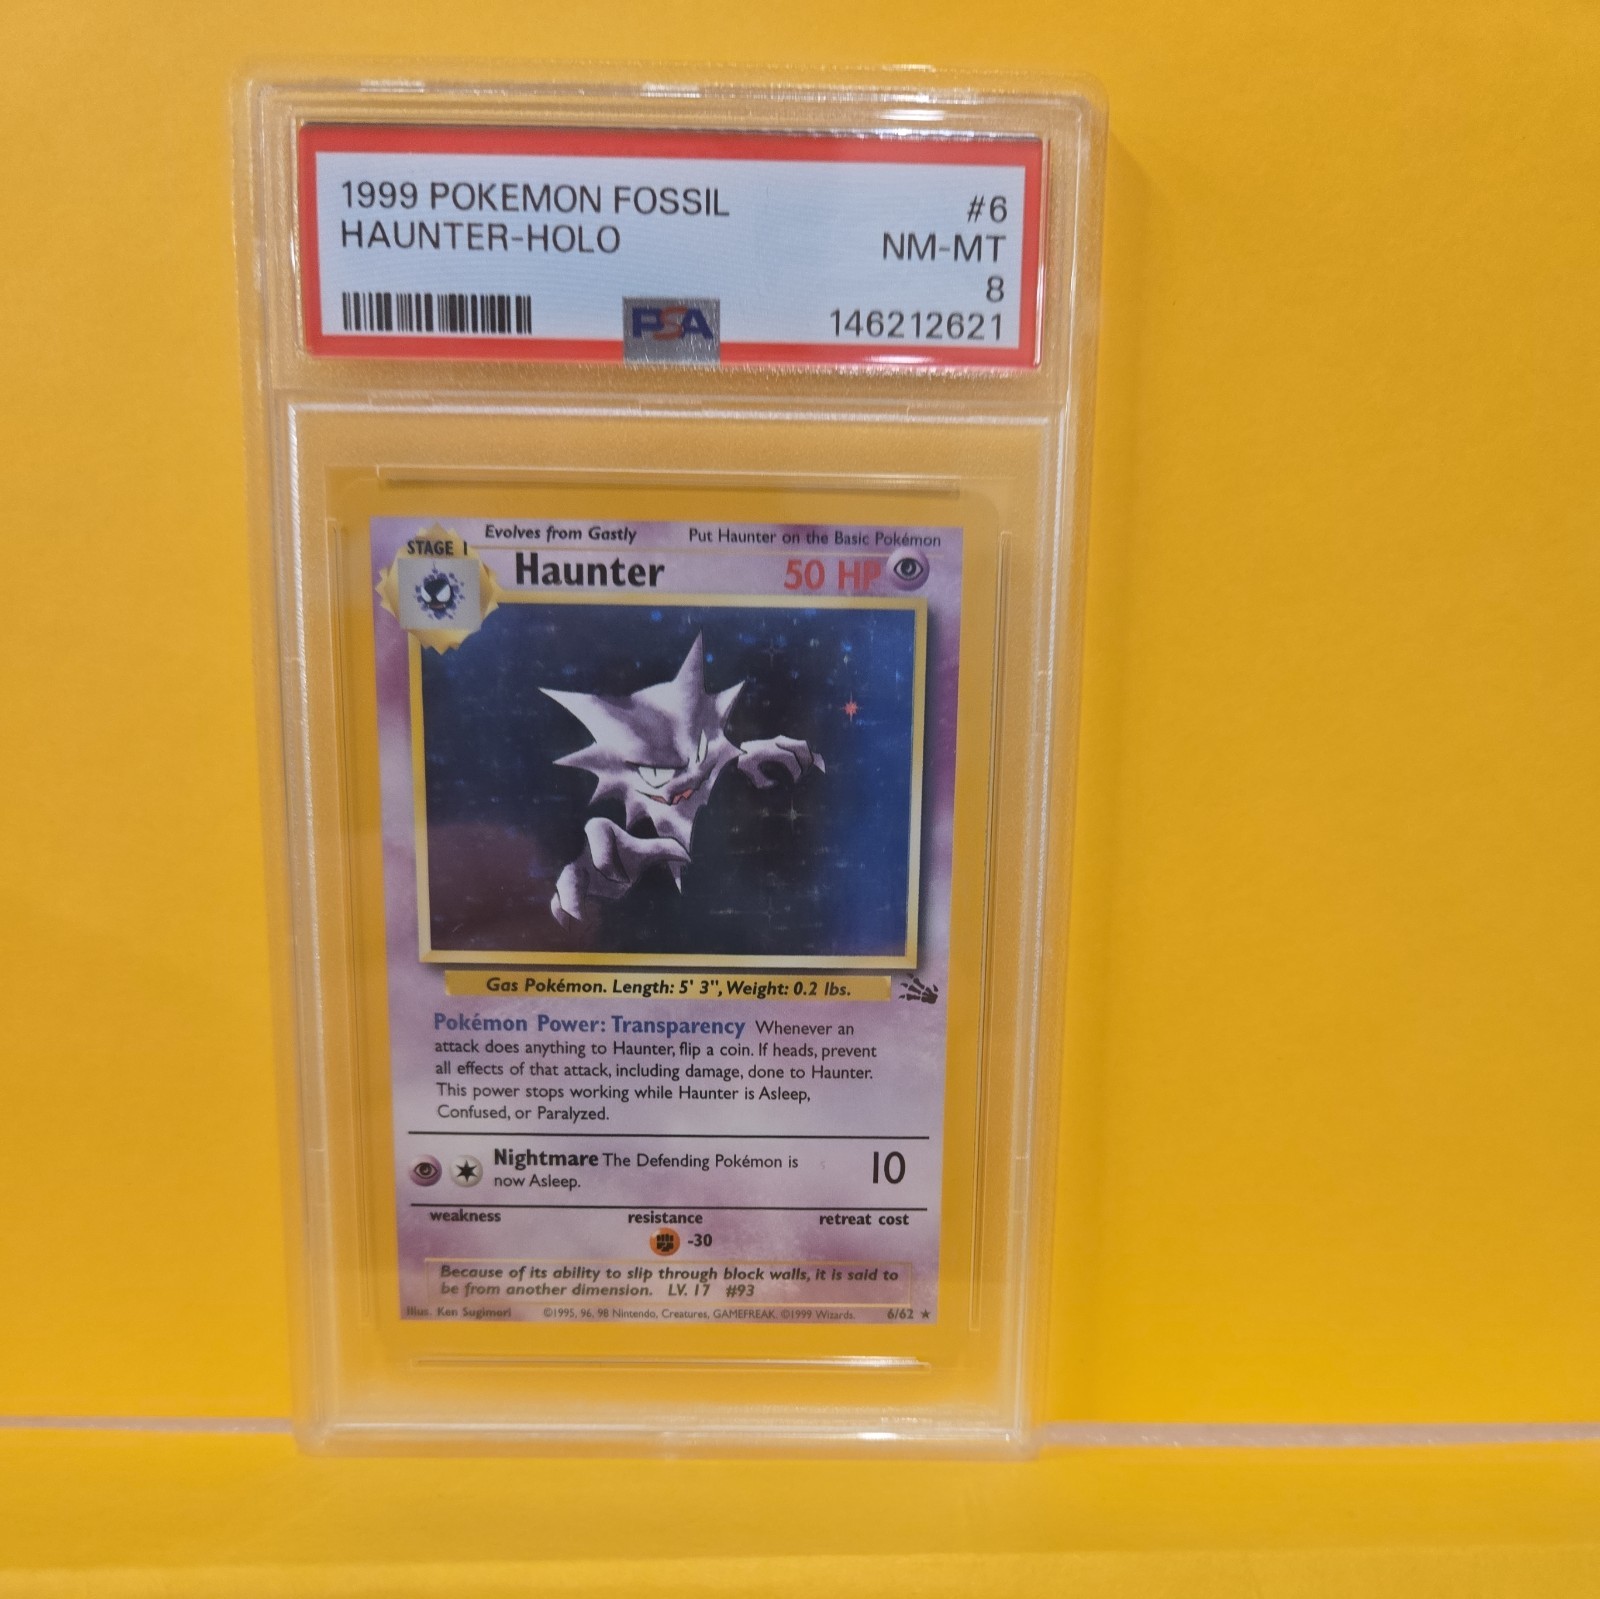 1999 POKEMON FOSSIL #6
HAUNTER-HOLO NM-MT
8
PSA 146212621
Evolves from Gastly Put Haunter on the Basic Pokémon
STAGE 1
Haunter 50 HP
Gas Pokémon. Length: 5' 3", Weight: 0.2 lbs.
Pokémon Power: Transparency Whenever an
attack does anything to Haunter, flip a coin. If heads, prevent
all effects of that attack, including damage, done to Haunter.
This power stops working while Haunter is Asleep,
Confused, or Paralyzed.
Nightmare The Defending Pokémon is 10
now Asleep.
weakness resistance retreat cost
-30
Because of its ability to slip through block walls, it is said to
be from another dimension. LV. 17 #93
Illus. Ken Sugimori ©1995, 96, 98 Nintendo, Creatures, GAMEFREAK. ©1999 Wizards. 6/62 ★